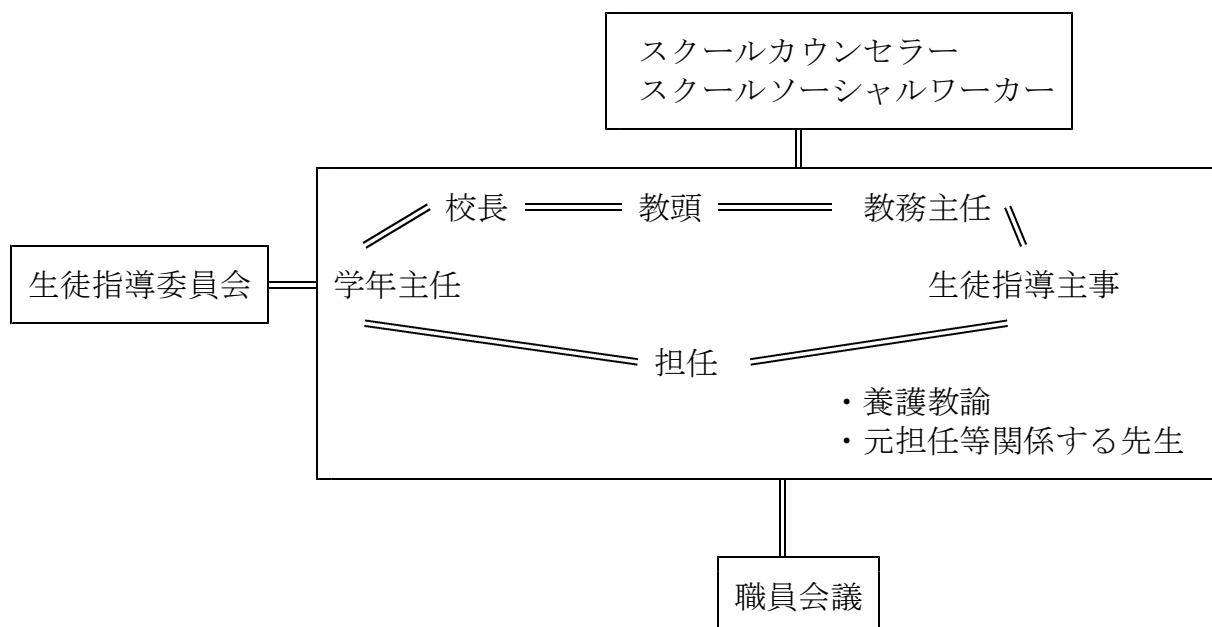 スクールカウンセラー
スクールソーシャルワーカー
校長 教頭 教務主任
生徒指導委員会 学年主任 生徒指導主事
担任
・養護教諭
・元担任等関係する先生
職員会議